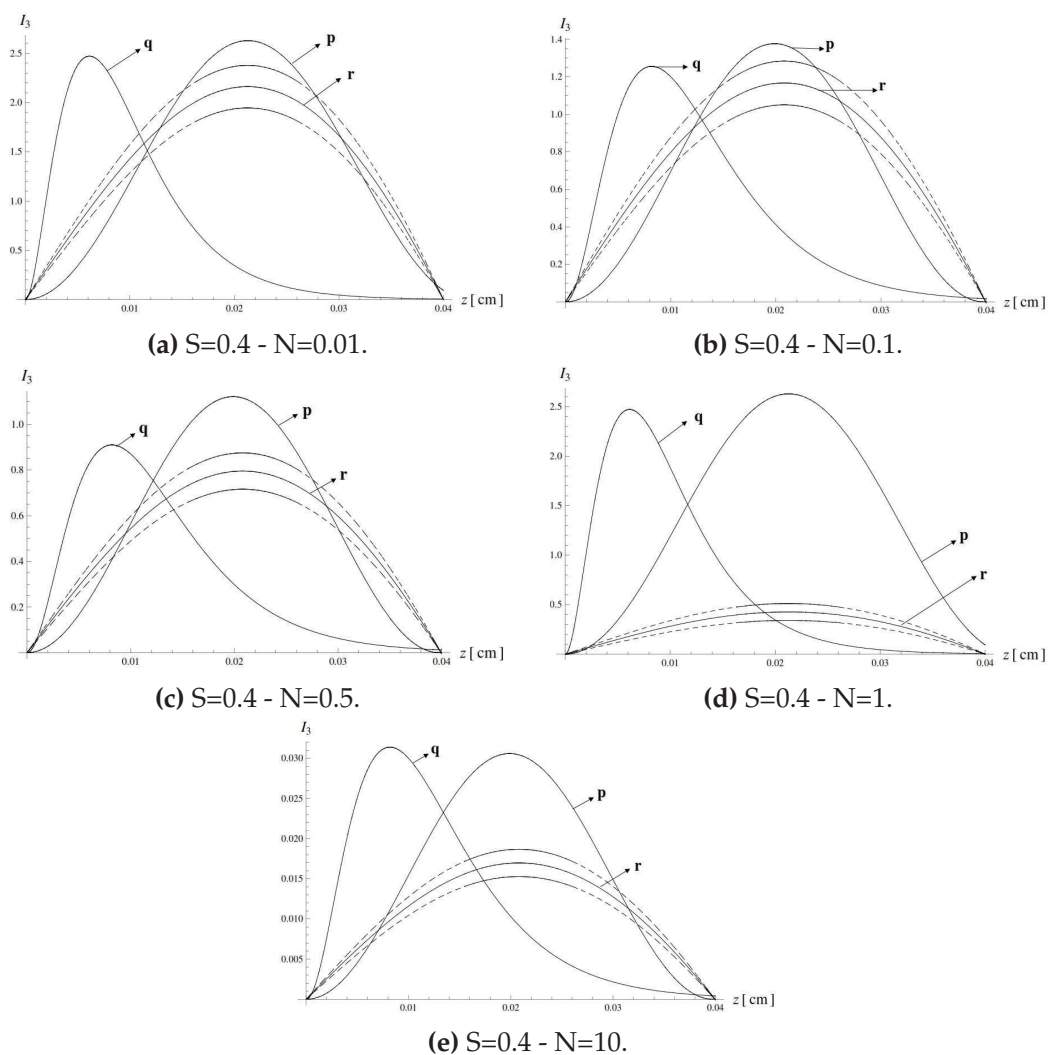 I₃
2.5
2.0
1.5
1.0
0.5
q
p
r
0.01
0.02
0.03
0.04
z [ cm ]
(a) S=0.4 - N=0.01.
I₃
1.4
1.2
1.0
0.8
0.6
0.4
0.2
q
p
r
0.01
0.02
0.03
0.04
z [ cm ]
(b) S=0.4 - N=0.1.
I₃
1.0
0.8
0.6
0.4
0.2
q
p
r
0.01
0.02
0.03
0.04
z [ cm ]
(c) S=0.4 - N=0.5.
I₃
2.5
2.0
1.5
1.0
0.5
q
p
r
0.01
0.02
0.03
0.04
z [ cm ]
(d) S=0.4 - N=1.
I₃
0.030
0.025
0.020
0.015
0.010
0.005
q
p
r
0.01
0.02
0.03
0.04
z [ cm ]
(e) S=0.4 - N=10.